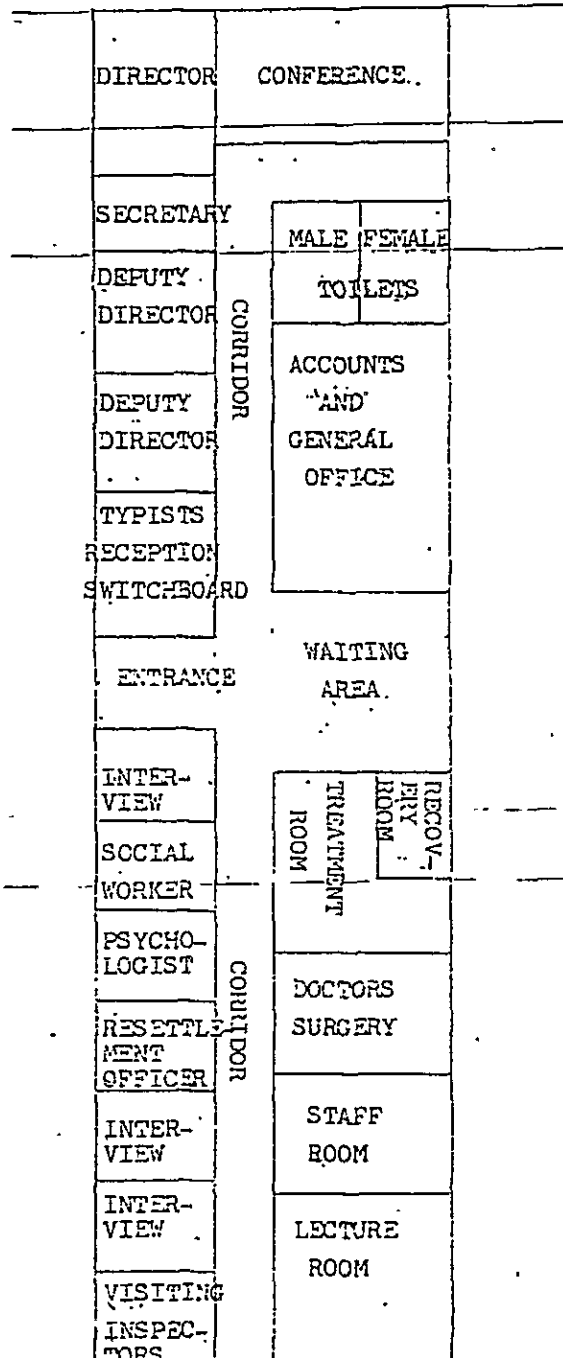 DIRECTOR
CONFERENCE.
SECRETARY
MALE FEMALE
TOILETS
DEPUTY
DIRECTOR
CORRIDOR
ACCOUNTS
AND
GENERAL
OFFICE
DEPUTY
DIRECTOR
TYPISTS
RECEPTION
SWITCHBOARD
ENTRANCE
WAITING
AREA.
INTER-
VIEW
TREATMENT
ROOM
RECOV-
ERY
ROOM
SOCIAL
WORKER
PSYCHO-
LOGIST
CORRIDOR
DOCTORS
SURGERY
RESETTLE-
MENT
OFFICER
INTER-
VIEW
STAFF
ROOM
INTER-
VIEW
LECTURE
ROOM
VISITING
INSPEC-
TORS